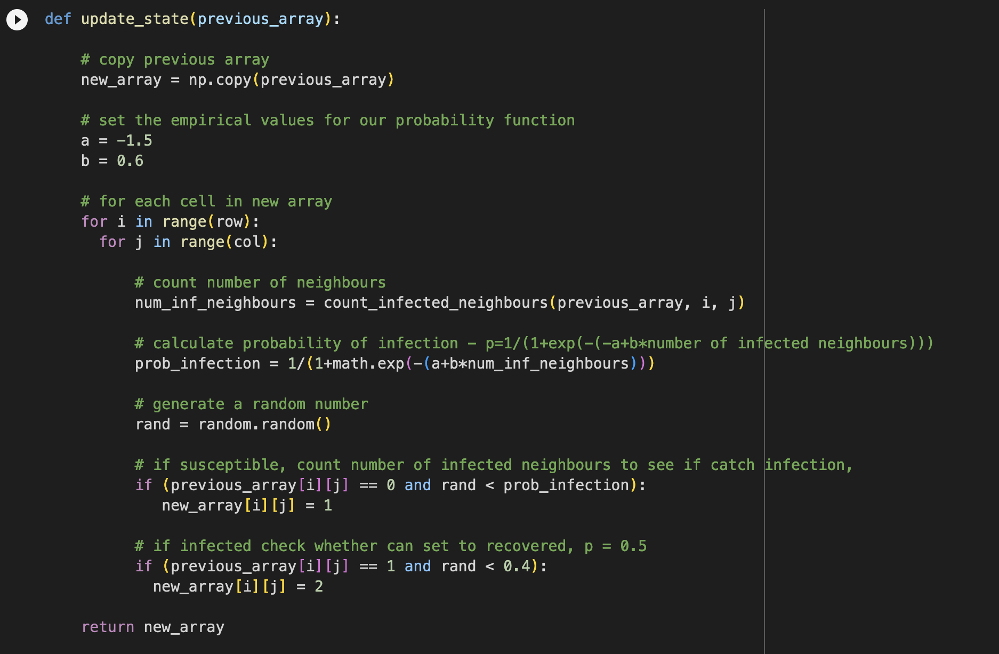 def update_state(previous_array):
# copy previous array
new_array = np.copy(previous_array)
# set the empirical values for our probability function
a = -1.5
b = 0.6
# for each cell in new array
for i in range(row):
for j in range(col):
# count number of neighbours
num_inf_neighbours = count_infected_neighbours(previous_array, i, j)
# calculate probability of infection - p=1/(1+exp(-(-a+b*number of infected neighbours)))
prob_infection = 1/(1+math.exp(-(a+b*num_inf_neighbours)))
# generate a random number
rand = random.random()
# if susceptible, count number of infected neighbours to see if catch infection,
if (previous_array[i][j] == 0 and rand < prob_infection):
new_array[i][j] = 1
# if infected check whether can set to recovered, p = 0.5
if (previous_array[i][j] == 1 and rand < 0.4):
new_array[i][j] = 2
return new_array